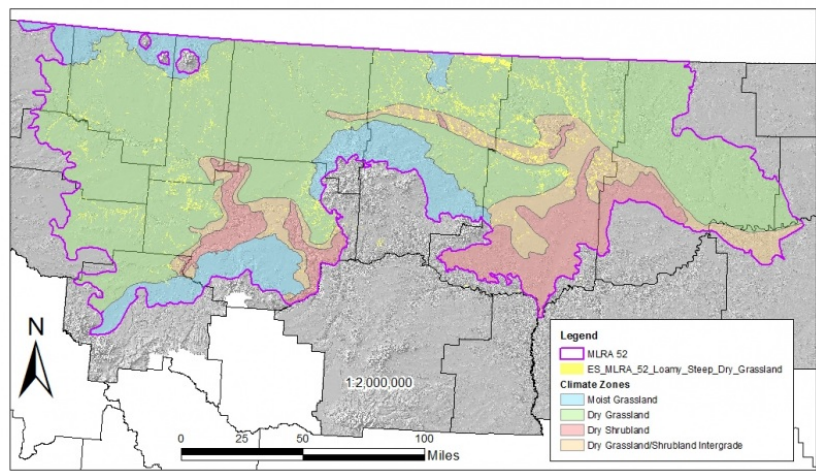 N
1:2,000,000
0 25 50 100
Miles
Legend
MLRA 52
ES_MLRA_52_Loamy_Steep_Dry_Grassland
Climate Zones
Moist Grassland
Dry Grassland
Dry Shrubland
Dry Grassland/Shrubland Intergrade